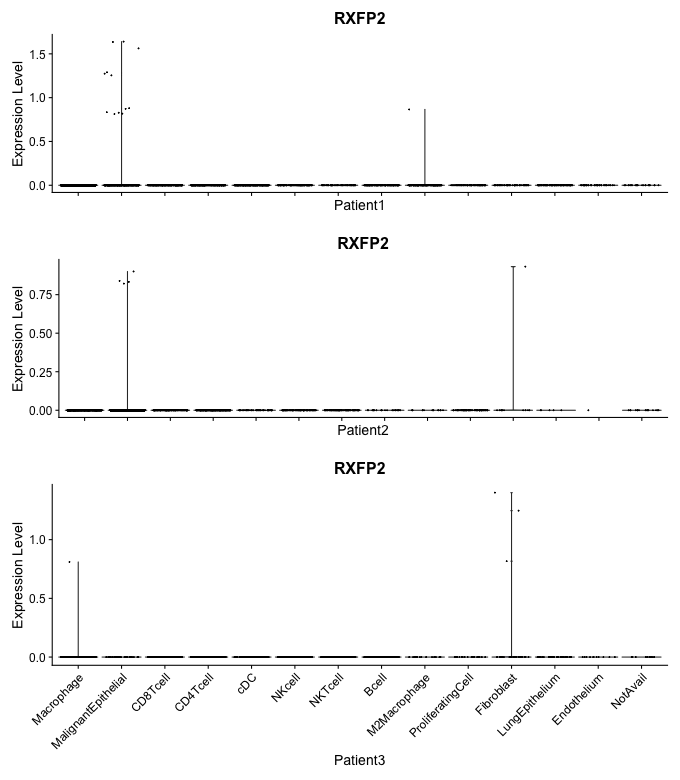 RXFP2
Expression Level
1.5
1.0
0.5
0.0
Patient1
RXFP2
Expression Level
0.75
0.50
0.25
0.00
Patient2
RXFP2
Expression Level
1.0
0.5
0.0
Macrophage
MalignantEpithelial
CD8Tcell
CD4Tcell
cDC
NKcell
NKTcell
Bcell
M2Macrophage
ProliferatingCell
Fibroblast
LungEpithelium
Endothelium
NotAvail
Patient3